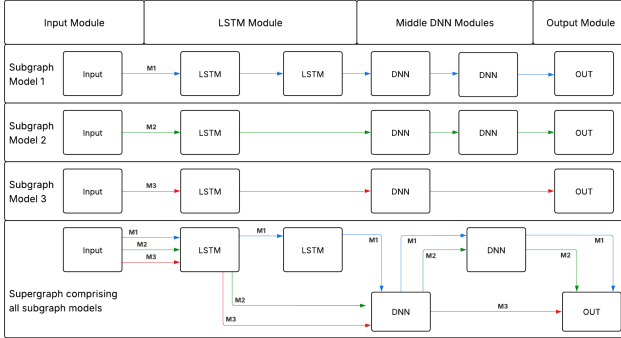 Input Module
LSTM Module
Middle DNN Modules
Output Module
Subgraph
Model 1
Input
M1
LSTM
LSTM
DNN
DNN
OUT
Subgraph
Model 2
Input
M2
LSTM
DNN
DNN
OUT
Subgraph
Model 3
Input
M3
LSTM
DNN
OUT
Supergraph comprising
all subgraph models
Input
M1
M2
M3
LSTM
M1
LSTM
M1
M2
M3
DNN
M1
M2
DNN
M1
M2
M3
OUT